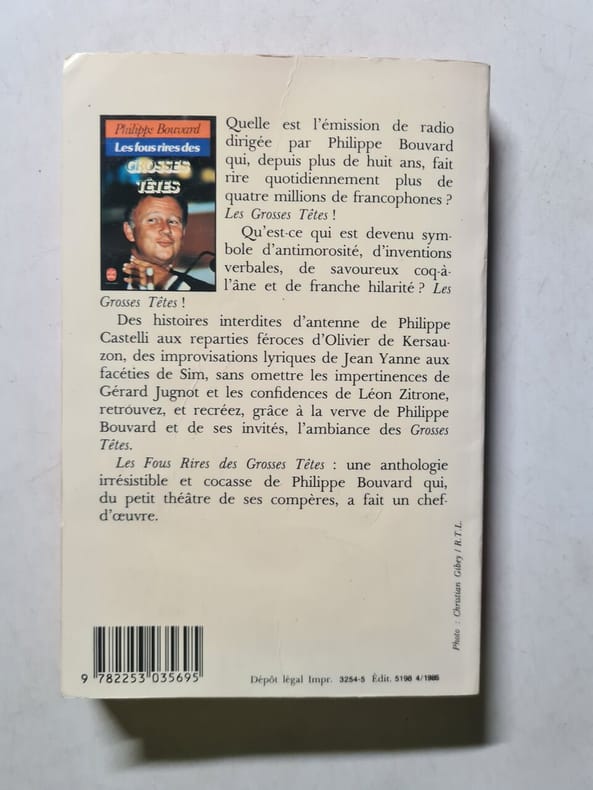 Philippe Bouvard
Les fous rires des
GROSSES
TÊTES
Quelle est l'émission de radio
dirigée par Philippe Bouvard
qui, depuis plus de huit ans, fait
rire quotidiennement plus de
quatre millions de francophones ?
Les Grosses Têtes !
Qu'est-ce qui est devenu sym-
bole d'antimorosité, d'inventions
verbales, de savoureux coq-à-
l'âne et de franche hilarité ? Les
Grosses Têtes !
Des histoires interdites d'antenne de Philippe
Castelli aux reparties féroces d'Olivier de Kersau-
zon, des improvisations lyriques de Jean Yanne aux
facéties de Sim, sans omettre les impertinences de
Gérard Jugnot et les confidences de Léon Zitrone,
retrouvez, et recréez, grâce à la verve de Philippe
Bouvard et de ses invités, l'ambiance des Grosses
Têtes.
Les Fous Rires des Grosses Têtes : une anthologie
irrésistible et cocasse de Philippe Bouvard qui,
du petit théâtre de ses compères, a fait un chef-
d'œuvre.
Photo : Christian Gibey / R.T.L.
9 782253 035695
Dépôt légal Impr. 3254-5 Édit. 5198 4/1985